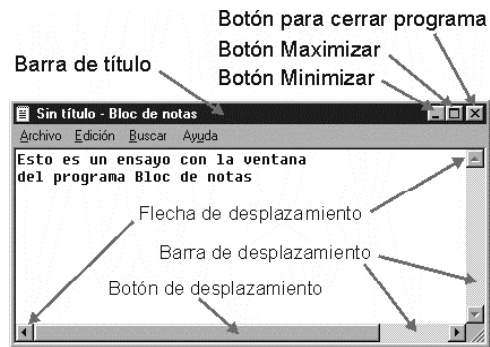 Botón para cerrar programa
Botón Maximizar
Barra de título
Botón Minimizar
Sin título - Bloc de notas
Archivo Edición Buscar Ayuda
Esto es un ensayo con la ventana
del programa Bloc de notas
Flecha de desplazamiento
Barra de desplazamiento
Botón de desplazamiento